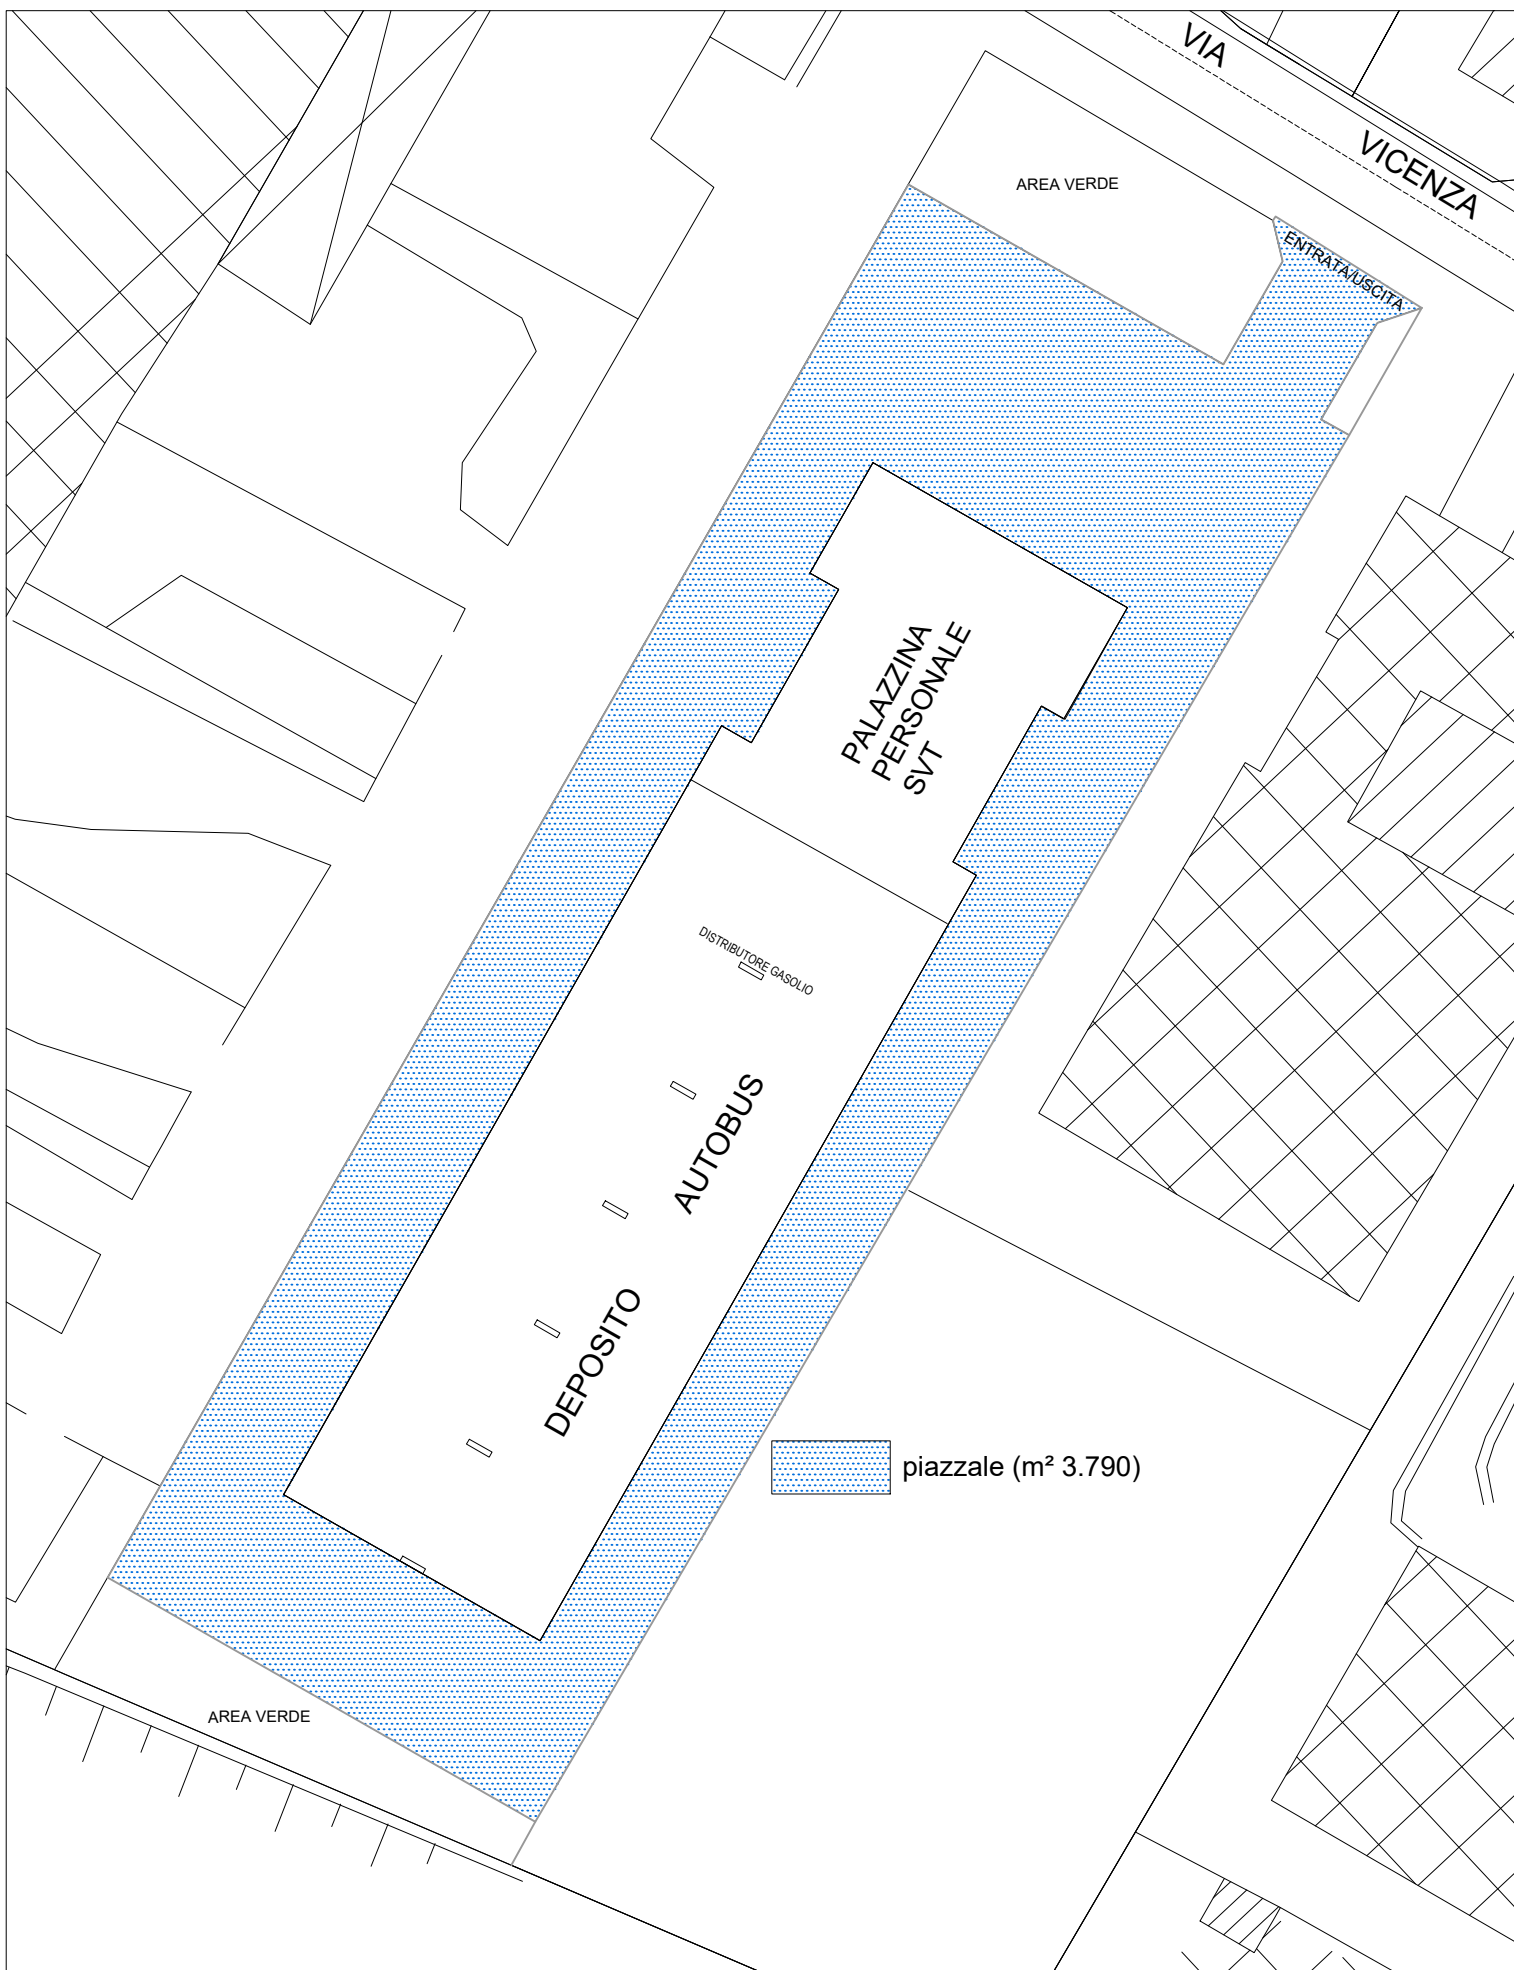 VIA
VICENZA
AREA VERDE
ENTRATA/USCITA
PALAZZINA
PERSONALE
SVT
DISTRIBUTORE GASOLIO
DEPOSITO AUTOBUS
piazzale (m² 3.790)
AREA VERDE